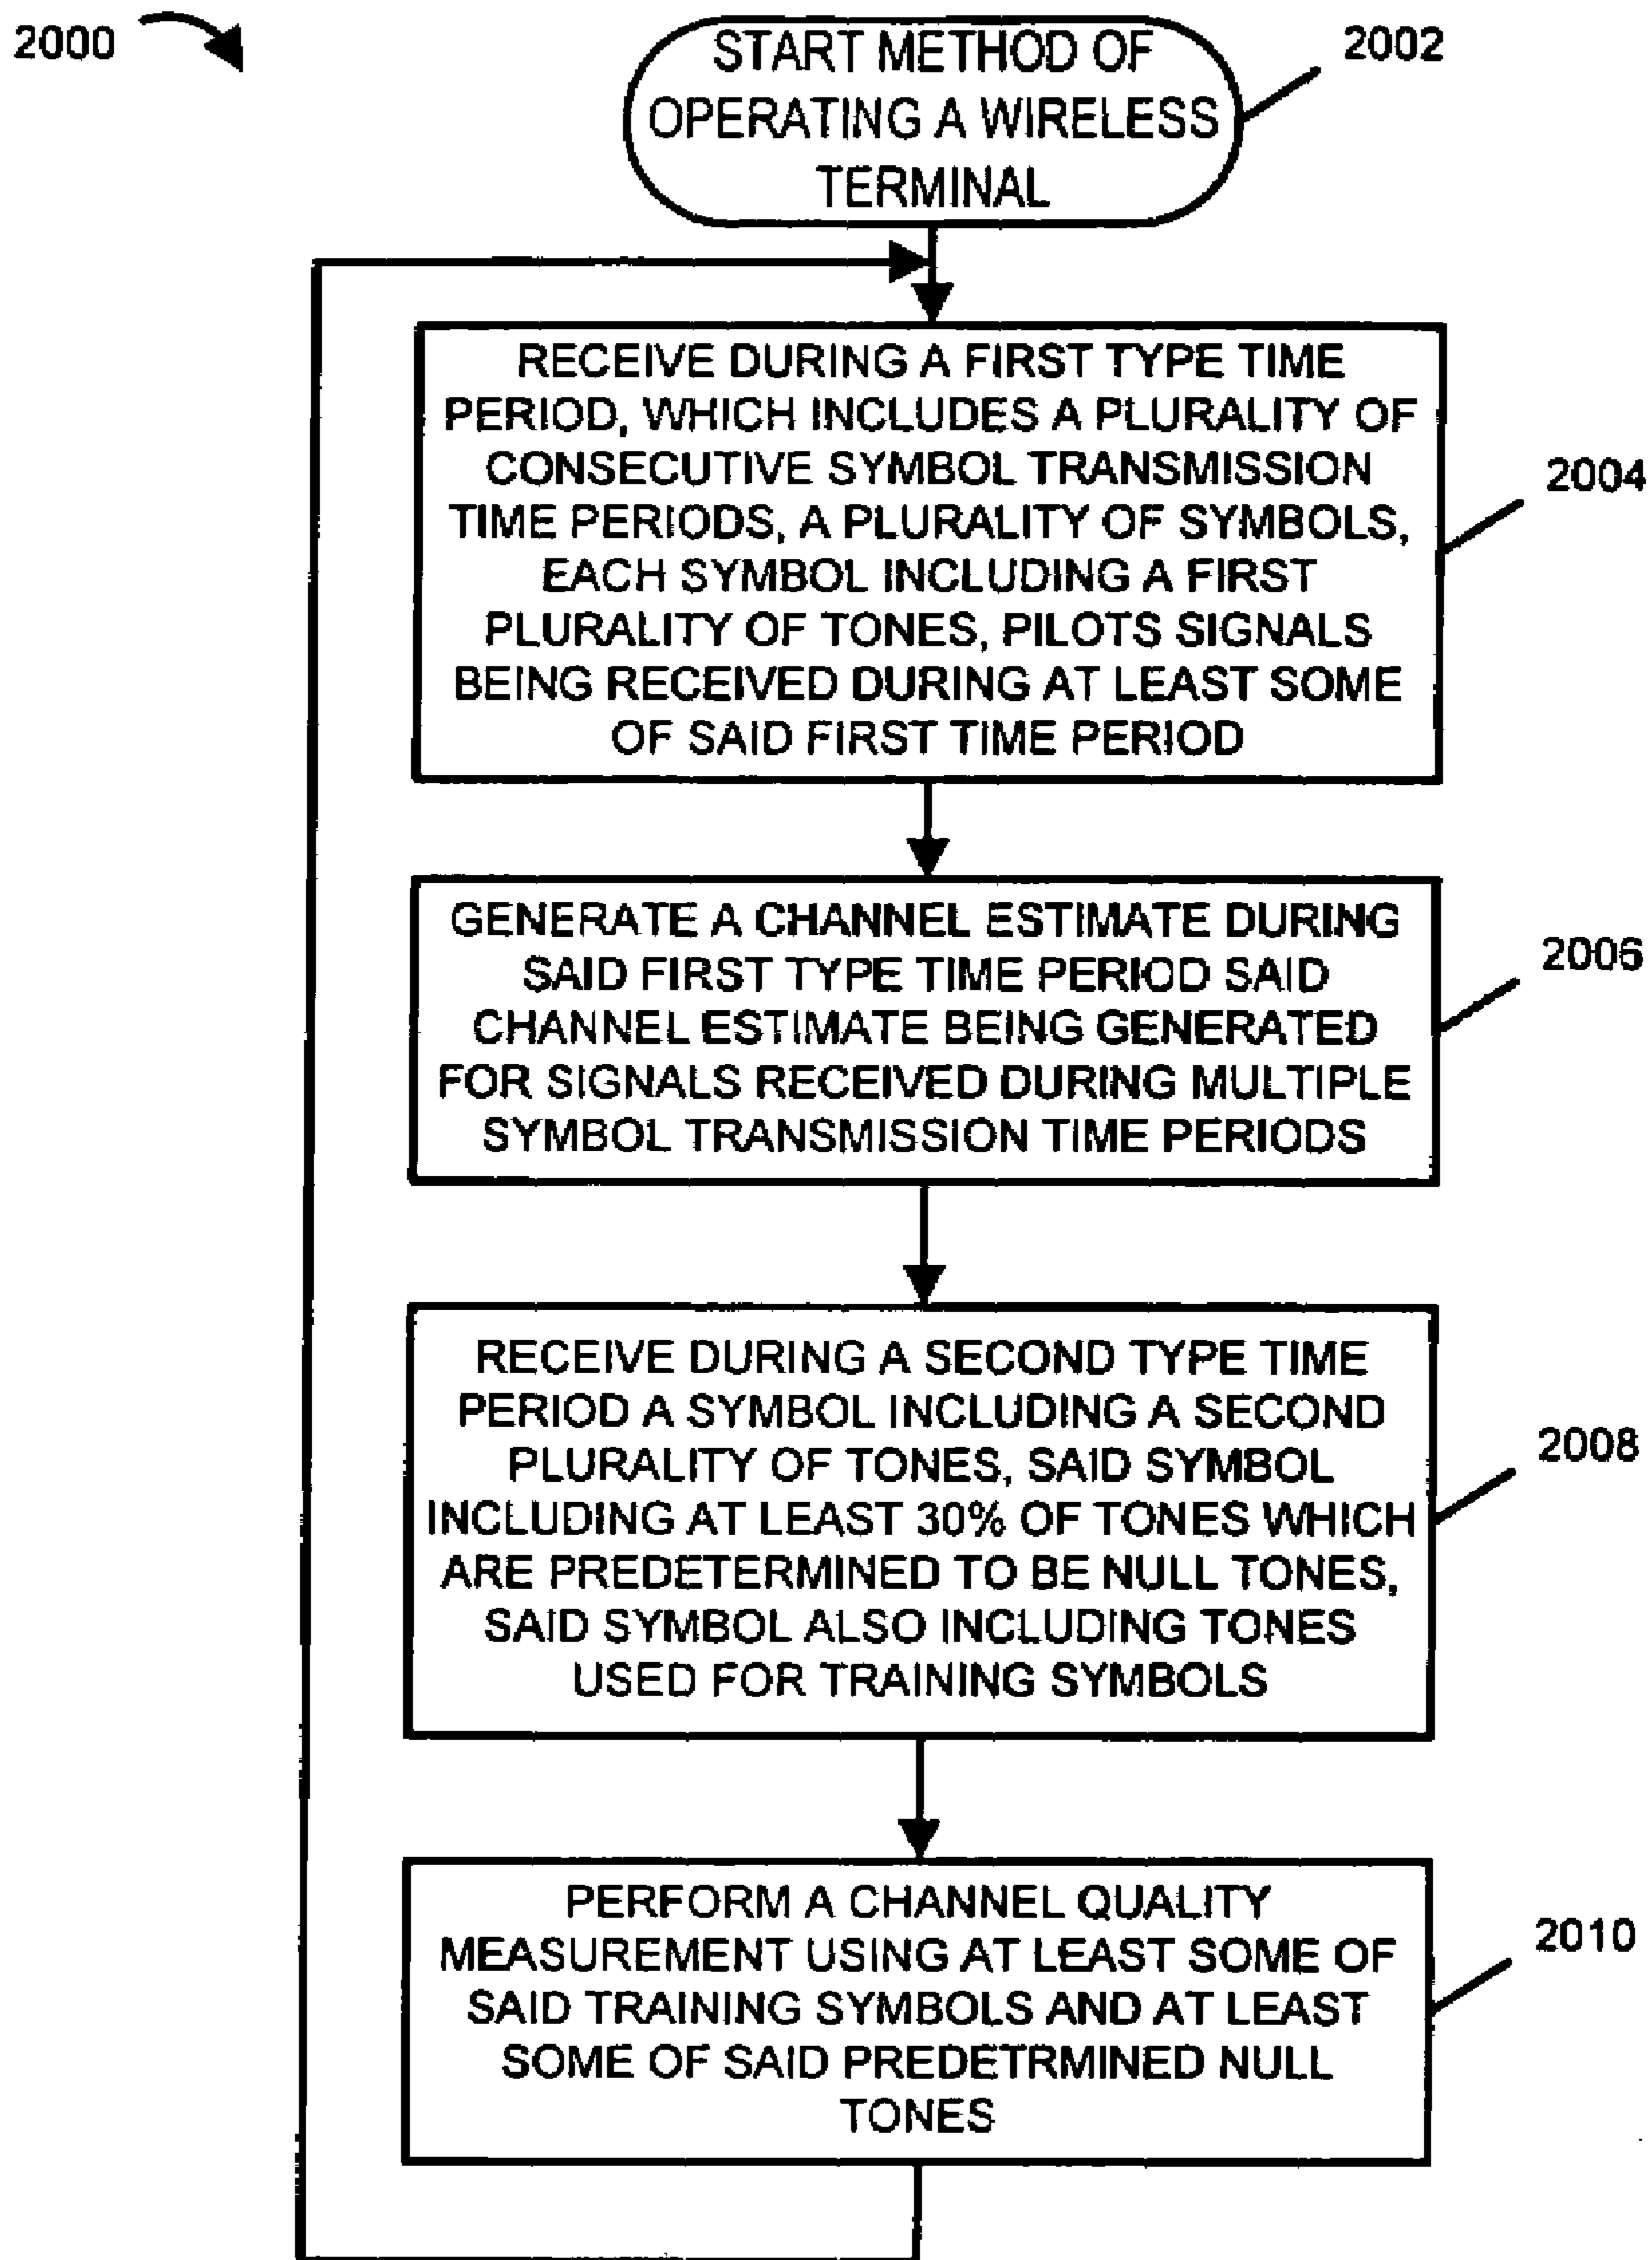 2000
START METHOD OF
OPERATING A WIRELESS
TERMINAL
2002
RECEIVE DURING A FIRST TYPE TIME
PERIOD, WHICH INCLUDES A PLURALITY OF
CONSECUTIVE SYMBOL TRANSMISSION
TIME PERIODS, A PLURALITY OF SYMBOLS,
EACH SYMBOL INCLUDING A FIRST
PLURALITY OF TONES, PILOTS SIGNALS
BEING RECEIVED DURING AT LEAST SOME
OF SAID FIRST TIME PERIOD
2004
GENERATE A CHANNEL ESTIMATE DURING
SAID FIRST TYPE TIME PERIOD SAID
CHANNEL ESTIMATE BEING GENERATED
FOR SIGNALS RECEIVED DURING MULTIPLE
SYMBOL TRANSMISSION TIME PERIODS
2006
RECEIVE DURING A SECOND TYPE TIME
PERIOD A SYMBOL INCLUDING A SECOND
PLURALITY OF TONES, SAID SYMBOL
INCLUDING AT LEAST 30% OF TONES WHICH
ARE PREDETERMINED TO BE NULL TONES,
SAID SYMBOL ALSO INCLUDING TONES
USED FOR TRAINING SYMBOLS
2008
PERFORM A CHANNEL QUALITY
MEASUREMENT USING AT LEAST SOME OF
SAID TRAINING SYMBOLS AND AT LEAST
SOME OF SAID PREDETRMINED NULL
TONES
2010